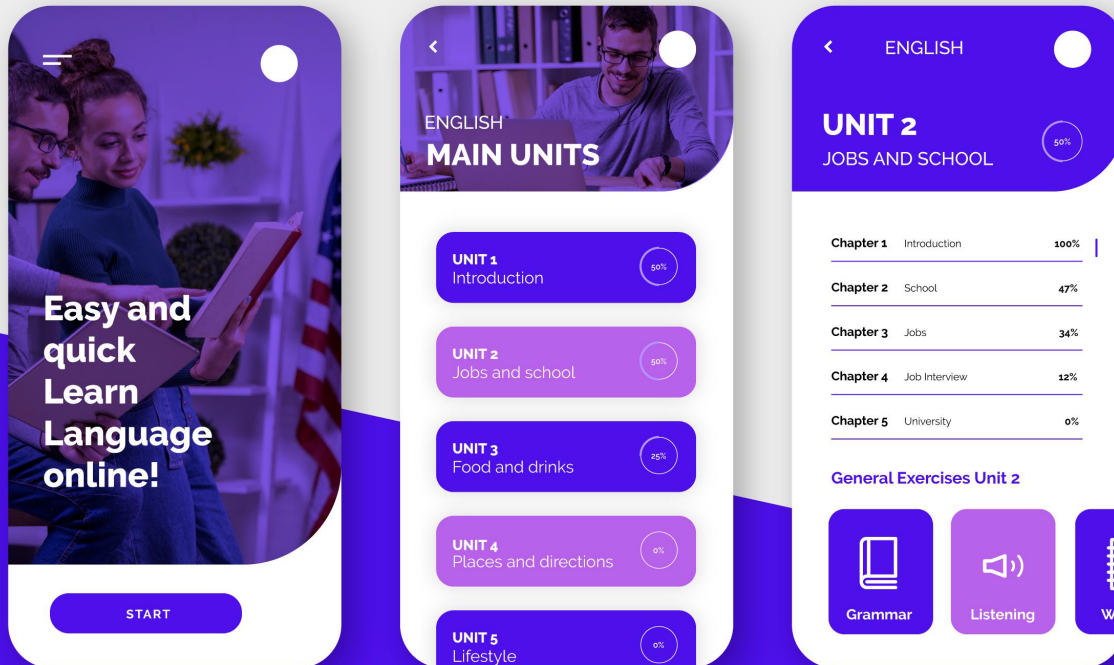 Easy and
quick
Learn
Language
online!
START
ENGLISH
MAIN UNITS
UNIT 1
Introduction
50%
UNIT 2
Jobs and school
50%
UNIT 3
Food and drinks
25%
UNIT 4
Places and directions
0%
UNIT 5
Lifestyle
0%
ENGLISH
UNIT 2
JOBS AND SCHOOL
50%
Chapter 1 Introduction 100%
Chapter 2 School 47%
Chapter 3 Jobs 34%
Chapter 4 Job Interview 12%
Chapter 5 University 0%
General Exercises Unit 2
Grammar
Listening